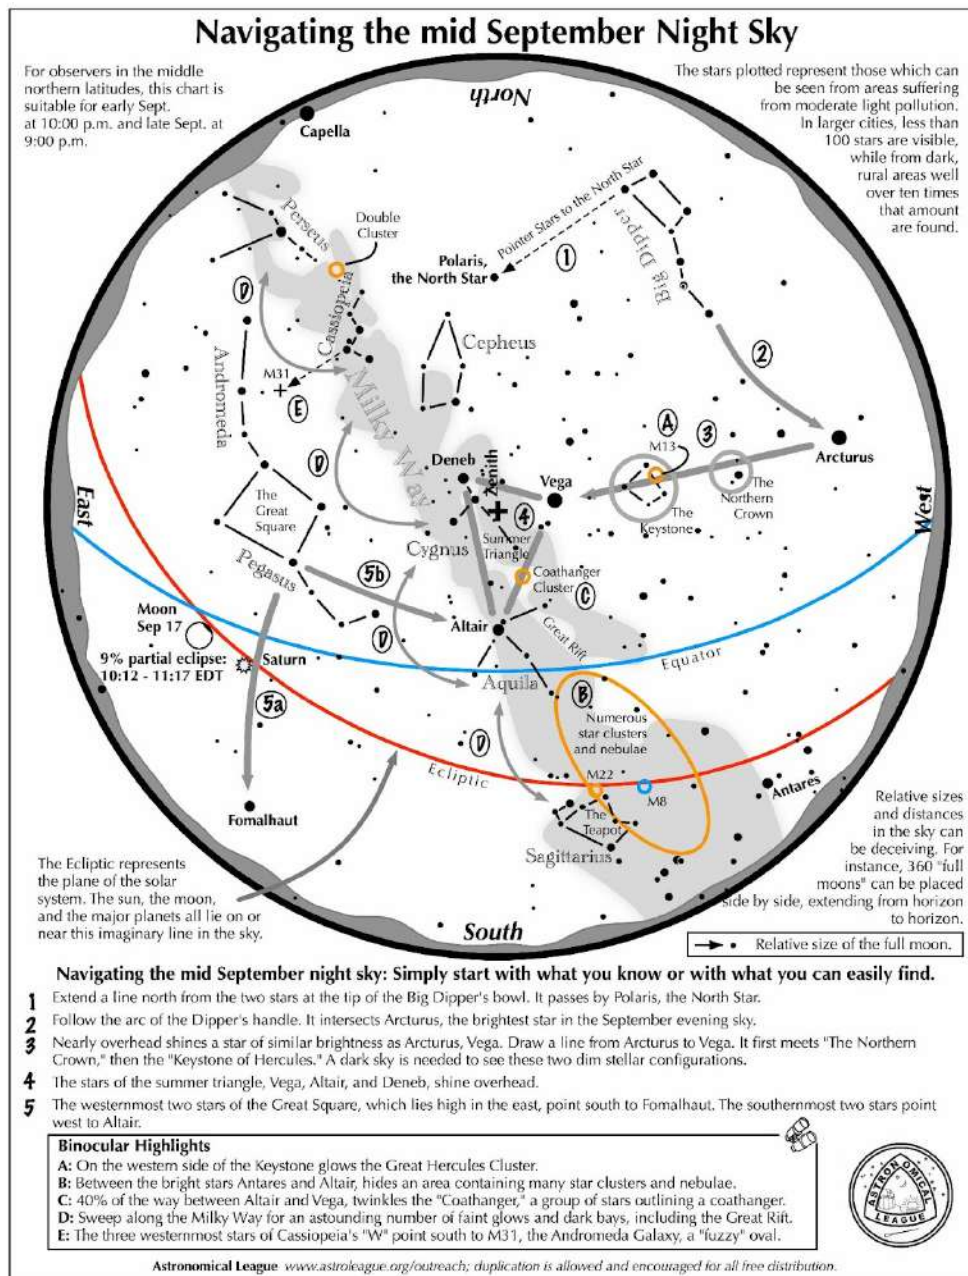 Navigating the mid September Night Sky
For observers in the middle
northern latitudes, this chart is
suitable for early Sept.
at 10:00 p.m. and late Sept. at
9:00 p.m.
The stars plotted represent those which can
be seen from areas suffering
from moderate light pollution.
In larger cities, less than
100 stars are visible,
while from dark,
rural areas well
over ten times
that amount
are found.
North
Capella
Perseus
Double
Cluster
Pointer Stars to the North Star
1
Polaris,
the North Star
Big Dipper
D
Cassiopeia
Cepheus
2
Andromeda
M31
E
Milky Way
A
M13
3
Arcturus
D
Deneb
Zenith
Vega
The
Keystone
The
Northern
Crown
East
West
The
Great
Square
4
Summer
Triangle
Cygnus
Pegasus
5b
Coathanger
Cluster
C
Moon
Sep 17
D
Altair
Great Rift
9% partial eclipse:
10:12 - 11:17 EDT
Saturn
Equator
5a
Aquila
B
Numerous
star clusters
and nebulae
D
Ecliptic
M22
M8
Antares
Fomalhaut
The
Teapot
Sagittarius
Relative sizes
and distances
in the sky
can be
deceiving. For
instance, 360 "full
moons" can be placed
side by side, extending from horizon
to horizon.
The Ecliptic represents
the plane of the solar
system. The sun, the moon,
and the major planets all lie on or
near this imaginary line in the sky.
South
Relative size of the full moon.
Navigating the mid September night sky: Simply start with what you know or with what you can easily find.
1 Extend a line north from the two stars at the tip of the Big Dipper's bowl. It passes by Polaris, the North Star.
2 Follow the arc of the Dipper's handle. It intersects Arcturus, the brightest star in the September evening sky.
3 Nearly overhead shines a star of similar brightness as Arcturus, Vega. Draw a line from Arcturus to Vega. It first meets "The Northern
Crown," then the "Keystone of Hercules." A dark sky is needed to see these two dim stellar configurations.
4 The stars of the summer triangle, Vega, Altair, and Deneb, shine overhead.
5 The westernmost two stars of the Great Square, which lies high in the east, point south to Fomalhaut. The southernmost two stars point
west to Altair.
Binocular Highlights
A: On the western side of the Keystone glows the Great Hercules Cluster.
B: Between the bright stars Antares and Altair, hides an area containing many star clusters and nebulae.
C: 40% of the way between Altair and Vega, twinkles the "Coathanger," a group of stars outlining a coathanger.
D: Sweep along the Milky Way for an astounding number of faint glows and dark bays, including the Great Rift.
E: The three westernmost stars of Cassiopeia's "W" point south to M31, the Andromeda Galaxy, a "fuzzy" oval.
ASTRONOMICAL
LEAGUE
Astronomical League www.astroleague.org/outreach; duplication is allowed and encouraged for all free distribution.